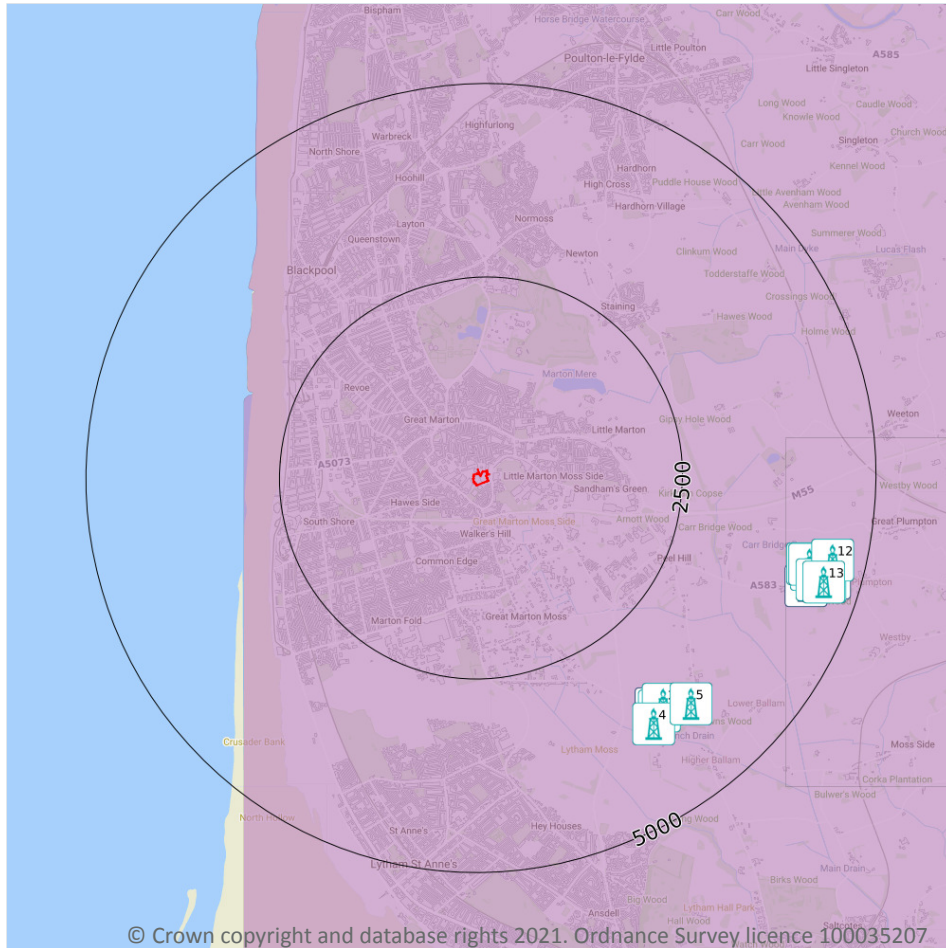 Bispham
Carr Wood
Horse Bridge Watercourse
Little Poulton
Poulton-le-Fylde
A585
Little Singleton
Long Wood
Caudle Wood
Knowle Wood
Highfurlong
Warbreck
Church Wood
Singleton
Carr Wood
North Shore
Hardhorn
Kennel Wood
Hoohill
High Cross
Puddle House Wood
Little Avenham Wood
Avenham Wood
Hardhorn Village
Normoss
Layton
Summerer Wood
Queenstown
Main Dyke
Lucas Flash
Newton
Clinkum Wood
Blackpool
Todderstaffe Wood
Crossings Wood
Staining
Hawes Wood
Holme Wood
Marton Mere
Revoe
Great Marton
Gipsy Hole Wood
Weeton
Little Marton
A5073
Little Marton Moss Side
2500
Sandham's Green
M55
Westby Wood
Hawes Side
South Shore
Great Marton Moss Side
Arnott Wood
Carr Bridge Wood
Great Plumpton
Walker's Hill
Carr Bridge
12
Common Edge
Peel Hill
13
A583
Plumpton
Great Marton Moss
Marton Fold
Westby
5
Lower Ballam
4
Crusader Bank
Lytham Moss
Moss Side
Higher Ballam
Corka Plantation
Bulwer's Wood
North Hollow
5000
Hey Houses
St Anne's
Lytham St Anne's
Main Drain
Birks Wood
Big Wood
Lytham Hall Park
Ansdell
Hall Wood
Saltcotes
© Crown copyright and database rights 2021. Ordnance Survey licence 100035207.